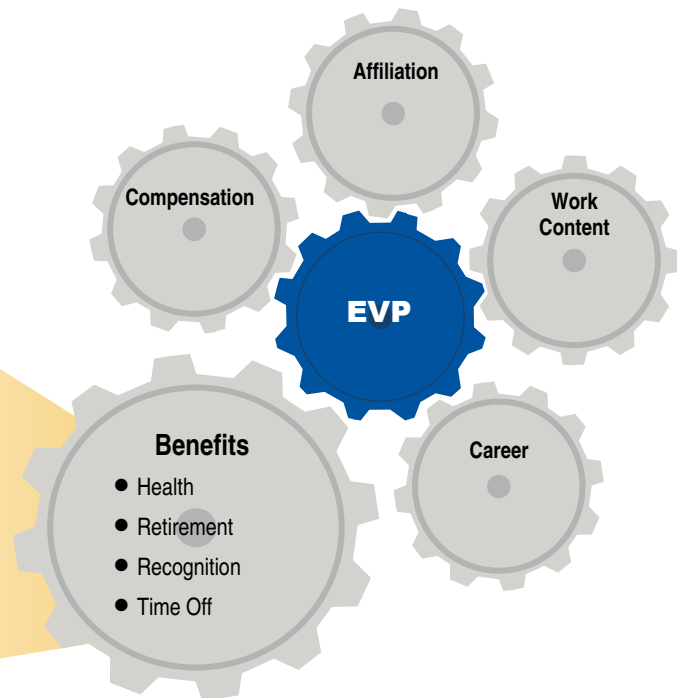 Affiliation
Compensation
Work
Content
EVP
Benefits
● Health
● Retirement
● Recognition
● Time Off
Career